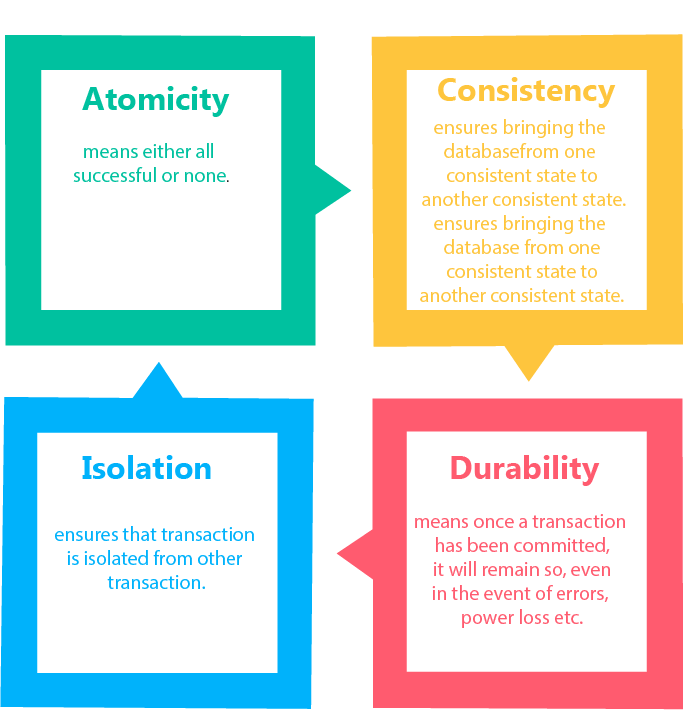 Atomicity
means either all
successful or none.
Consistency
ensures bringing the
databasefrom one
consistent state to
another consistent state.
ensures bringing the
database from one
consistent state to
another consistent state.
Isolation
ensures that transaction
is isolated from other
transaction.
Durability
means once a transaction
has been committed,
it will remain so, even
in the event of errors,
power loss etc.